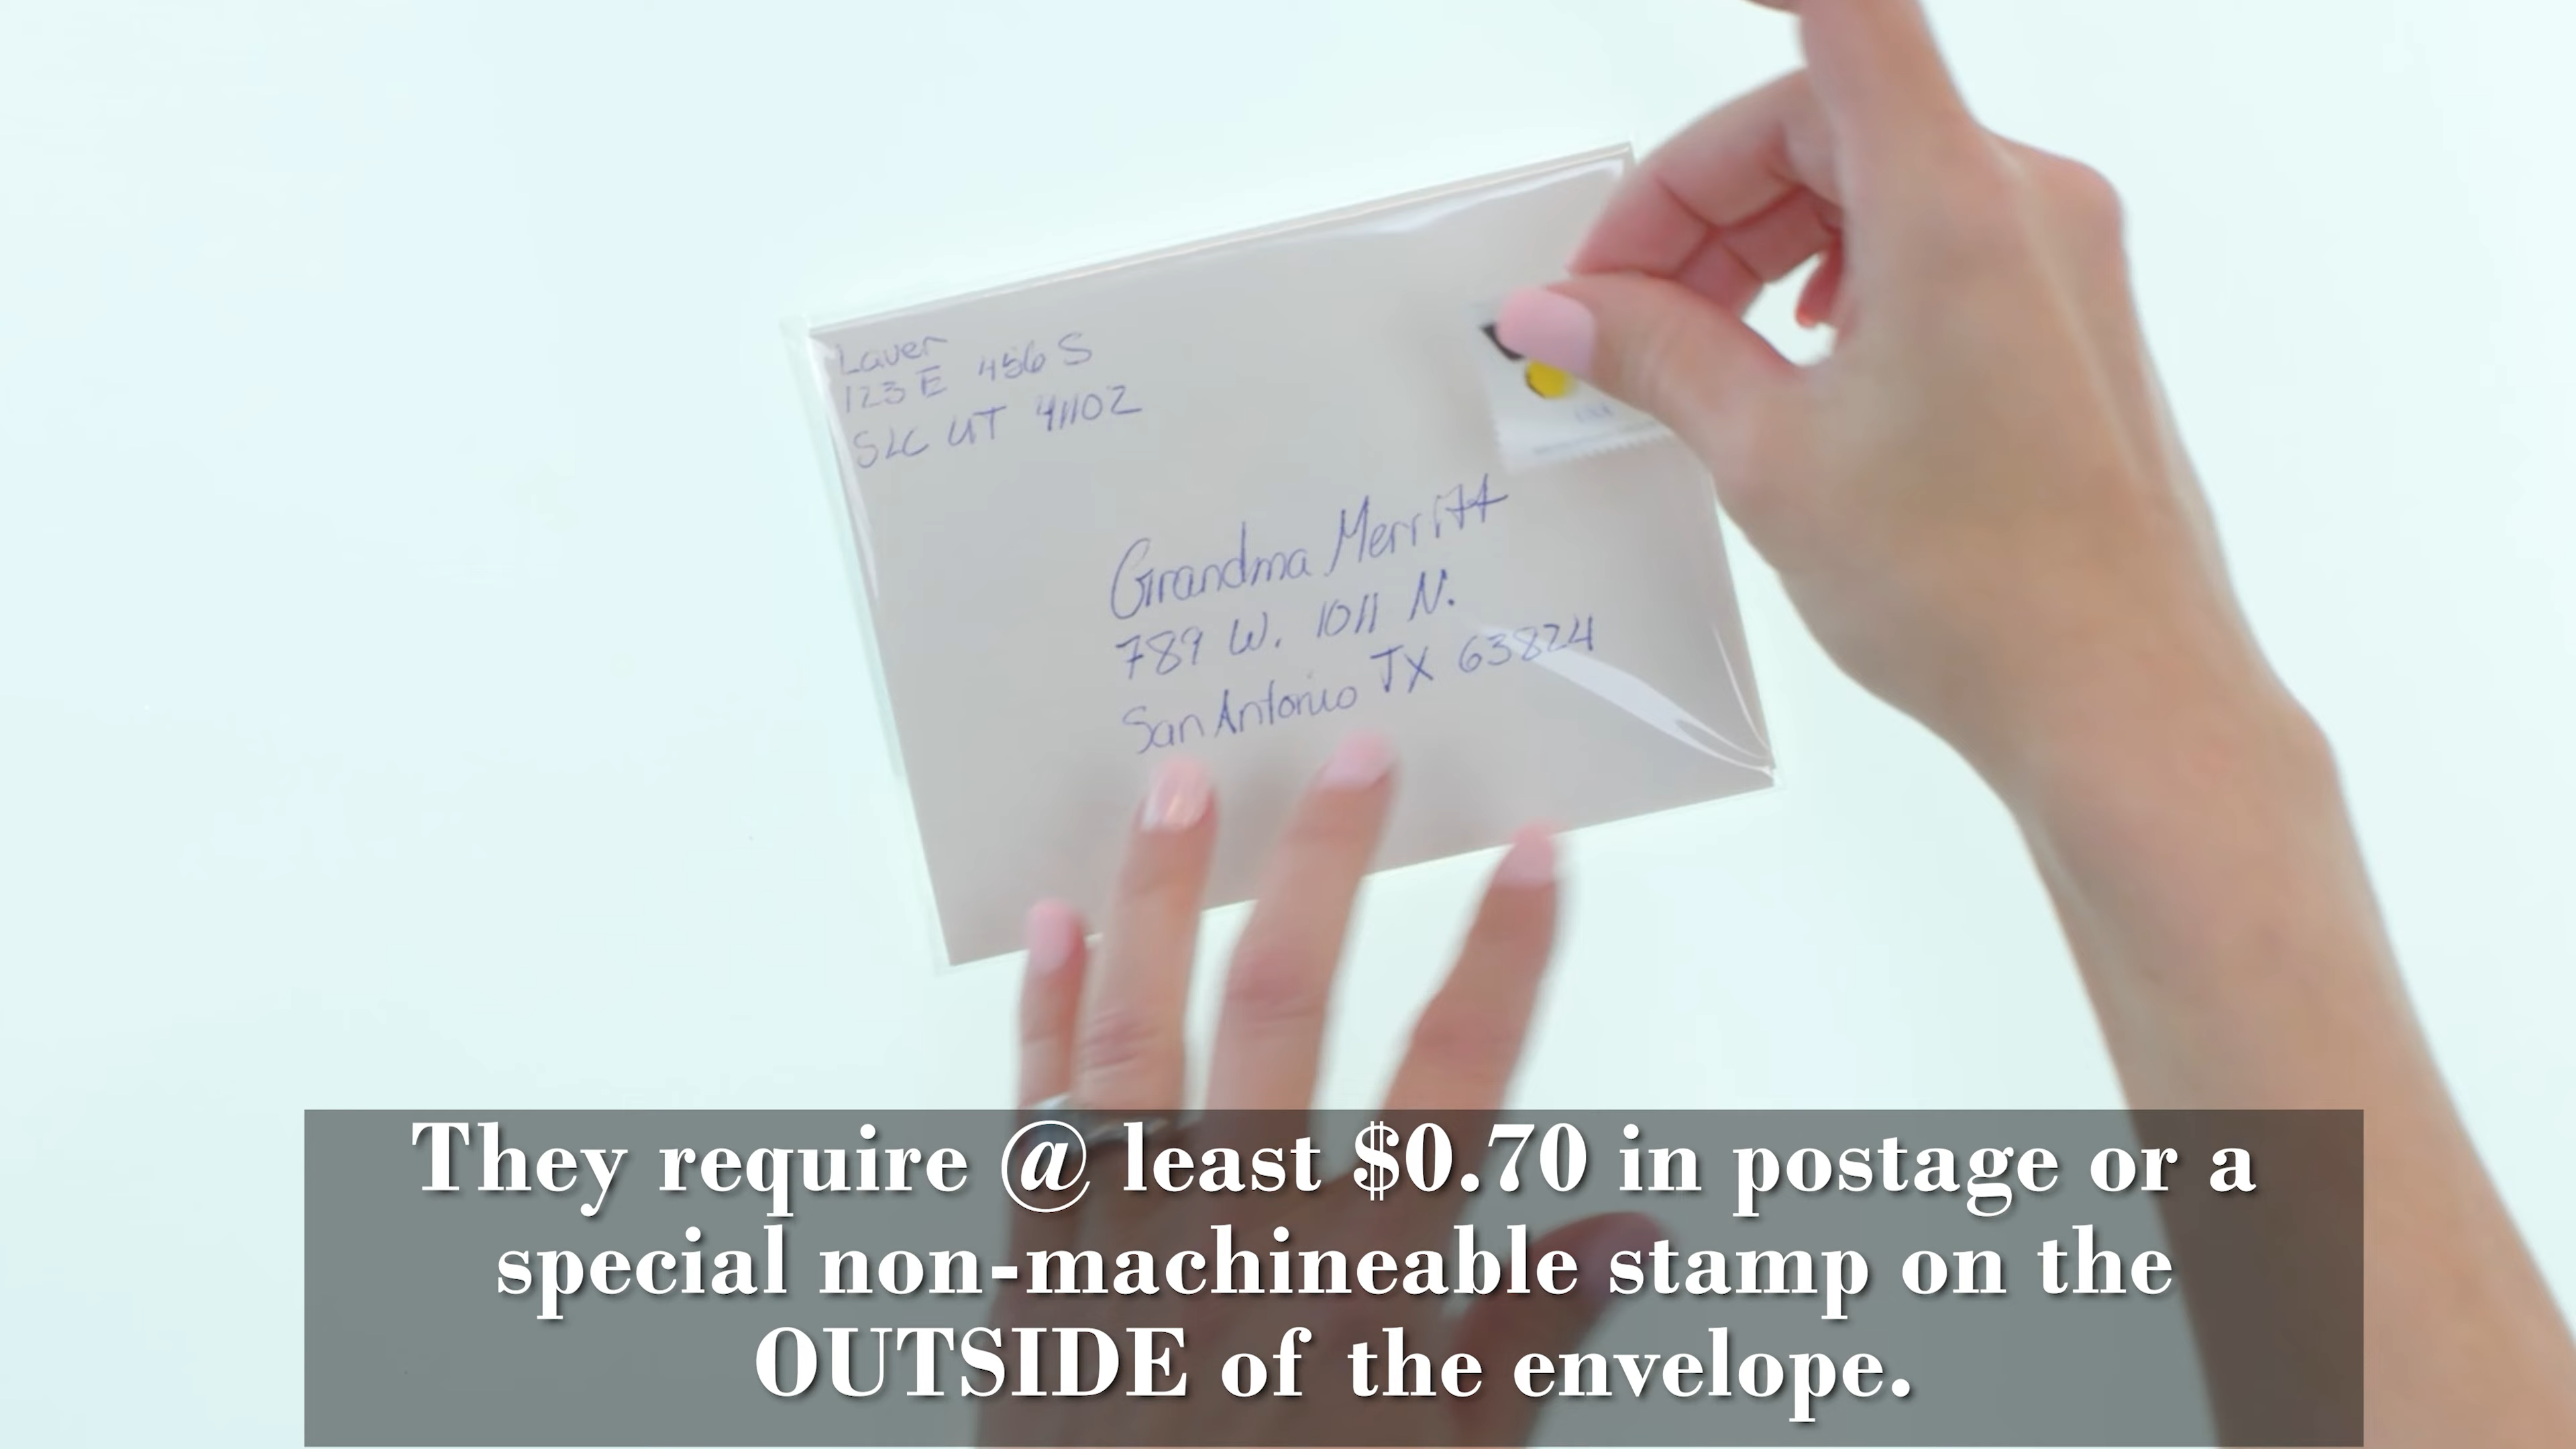 Laver
123 E 456 S
SLC UT 41102
Grandma Merritt
789 W. 1011 N.
San Antonio TX 63824
They require @ least $0.70 in postage or a
special non-machineable stamp on the
OUTSIDE of the envelope.